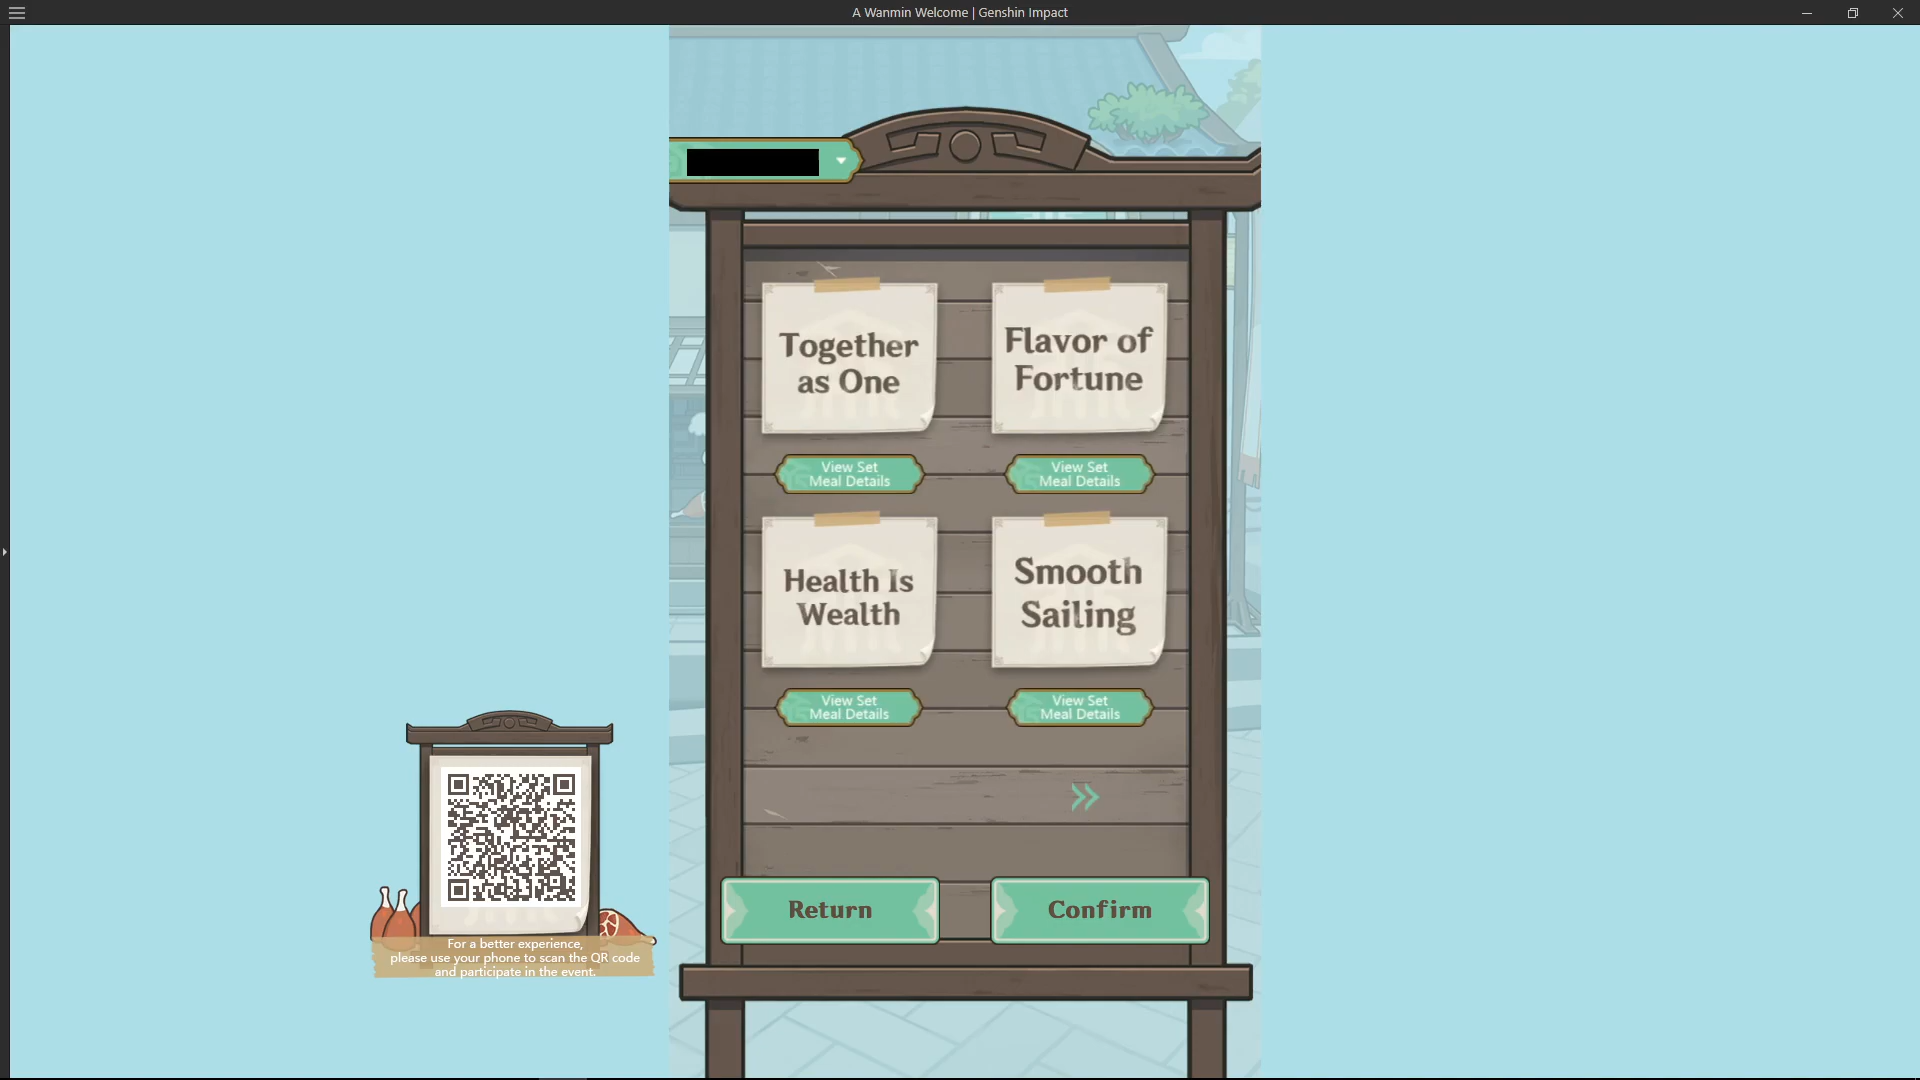 A Wanmin Welcome | Genshin Impact
Together
as One
Flavor of
Fortune
View Set
Meal Details
View Set
Meal Details
Health Is
Wealth
Smooth
Sailing
View Set
Meal Details
View Set
Meal Details
Return
Confirm
For a better experience,
please use your phone to scan the QR code
and participate in the event.